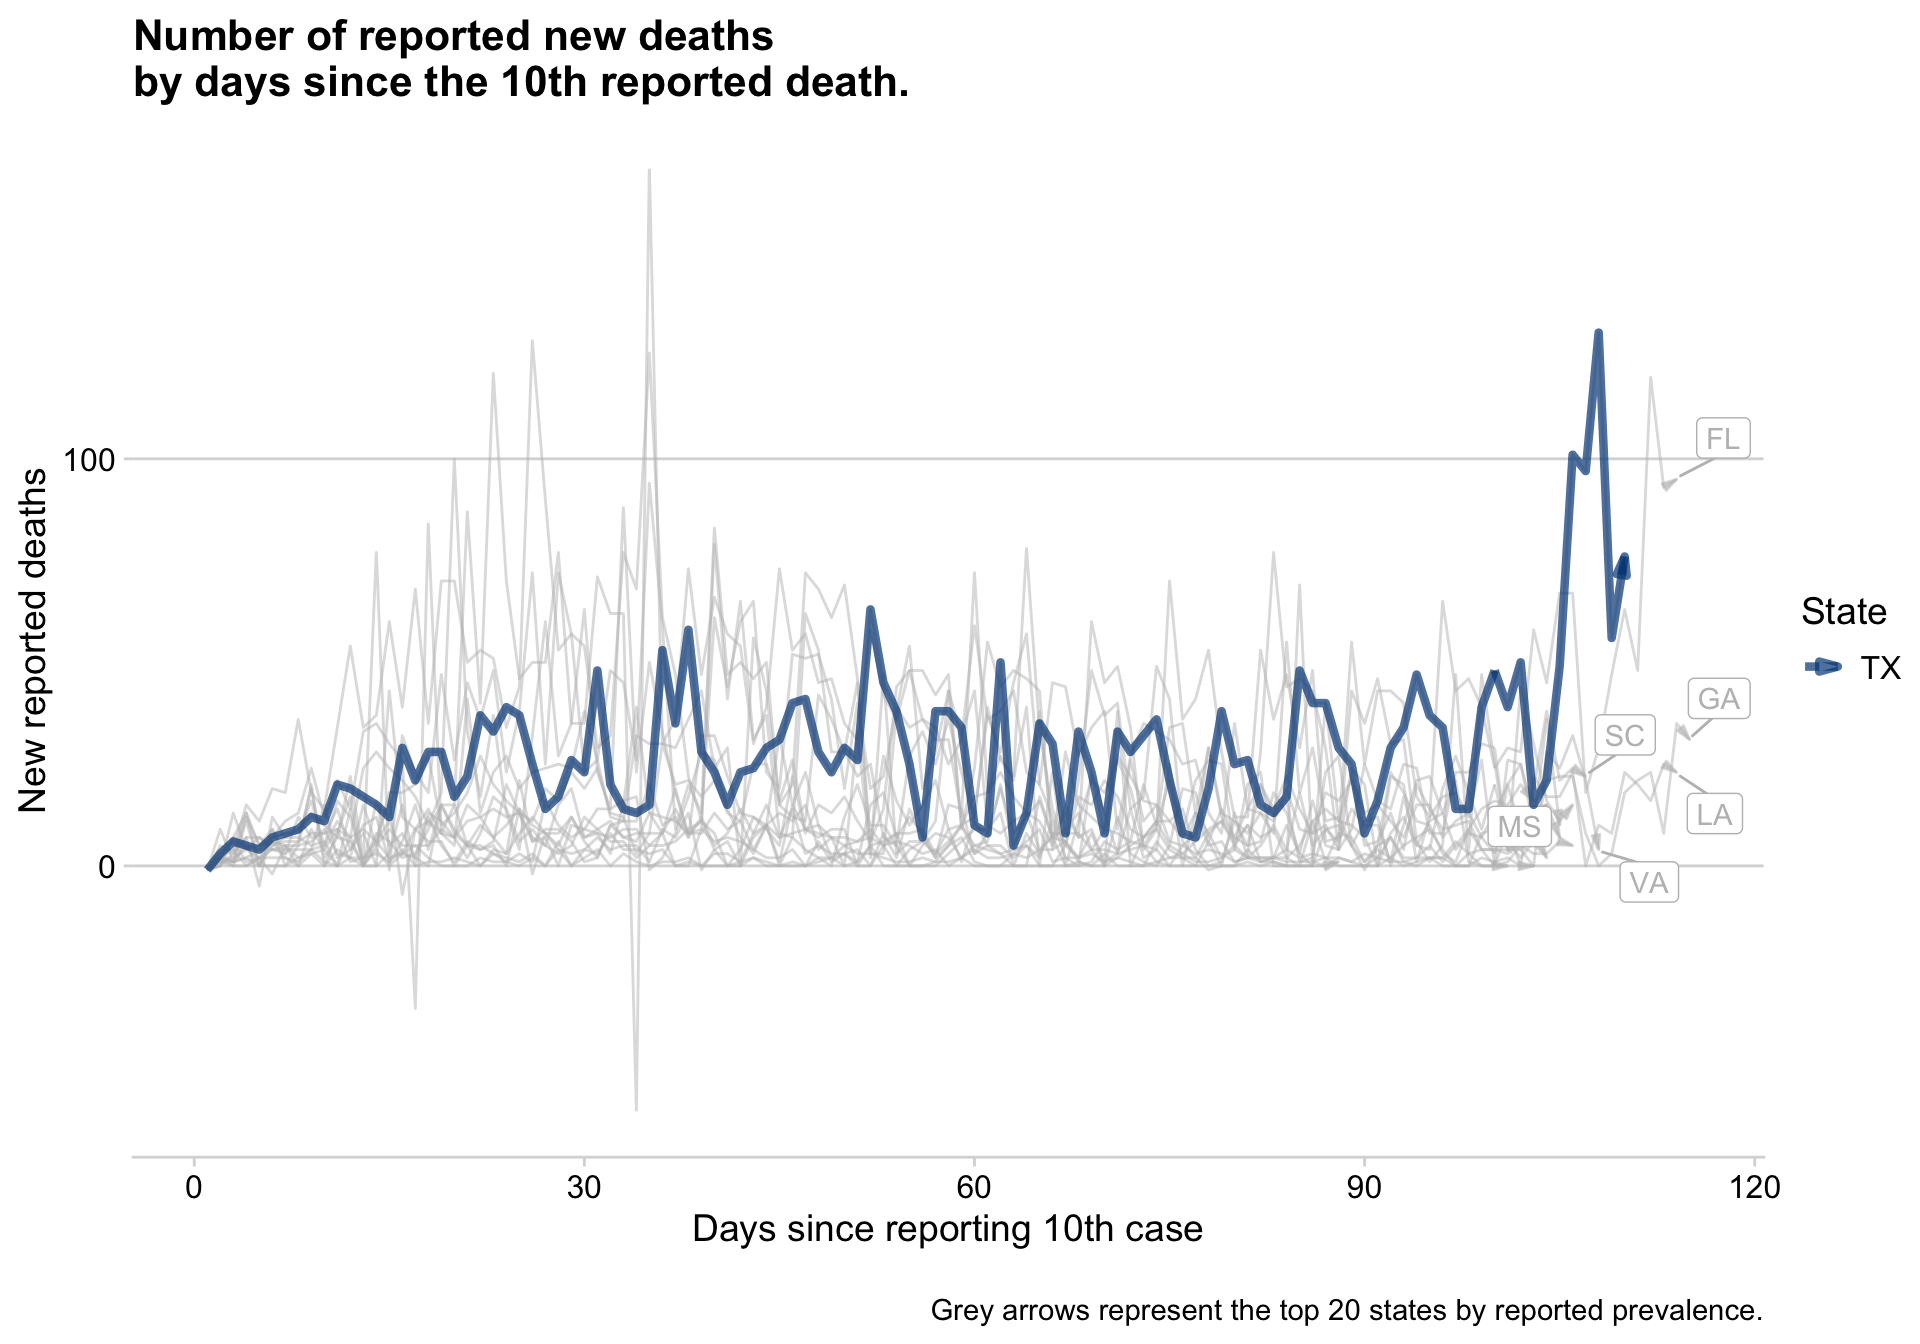 Number of reported new deaths
by days since the 10th reported death.
New reported deaths
100
0
FL
GA
SC
LA
MS
VA
State
TX
0
30
60
90
120
Days since reporting 10th case
Grey arrows represent the top 20 states by reported prevalence.